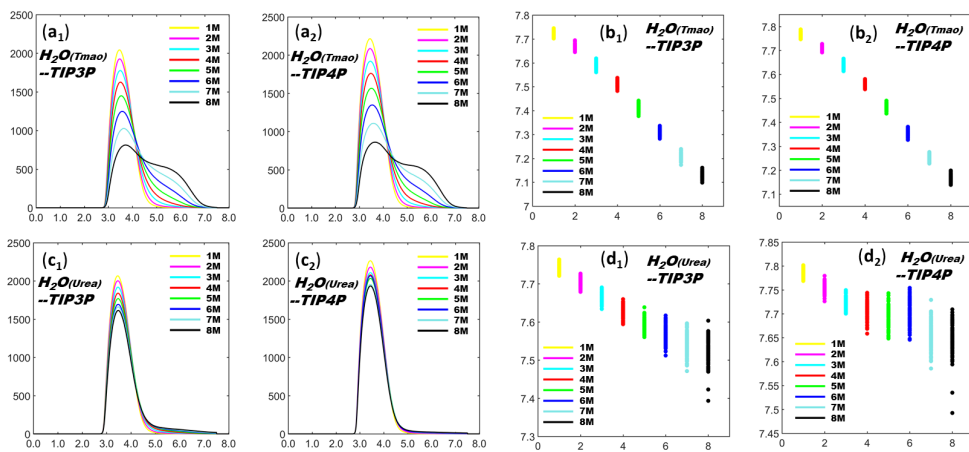 (a1)
H2O(Tmao)
--TIP3P
1M
2M
3M
4M
5M
6M
7M
8M
2500
2000
1500
1000
500
0
0.0 1.0 2.0 3.0 4.0 5.0 6.0 7.0 8.0
(a2)
H2O(Tmao)
--TIP4P
1M
2M
3M
4M
5M
6M
7M
8M
2500
2000
1500
1000
500
0
0.0 1.0 2.0 3.0 4.0 5.0 6.0 7.0 8.0
(b1)
H2O(Tmao)
--TIP3P
7.8
7.7
7.6
7.5
7.4
7.3
7.2
7.1
7
1M
2M
3M
4M
5M
6M
7M
8M
0 2 4 6 8
(b2)
H2O(Tmao)
--TIP4P
7.8
7.7
7.6
7.5
7.4
7.3
7.2
7.1
1M
2M
3M
4M
5M
6M
7M
8M
0 2 4 6 8
(c1)
H2O(Urea)
--TIP3P
1M
2M
3M
4M
5M
6M
7M
8M
2500
2000
1500
1000
500
0
0.0 1.0 2.0 3.0 4.0 5.0 6.0 7.0 8.0
(c2)
H2O(Urea)
--TIP4P
1M
2M
3M
4M
5M
6M
7M
8M
2500
2000
1500
1000
500
0
0.0 1.0 2.0 3.0 4.0 5.0 6.0 7.0 8.0
(d1)
H2O(Urea)
--TIP3P
7.8
7.7
7.6
7.5
7.4
7.3
1M
2M
3M
4M
5M
6M
7M
8M
0 2 4 6 8
(d2)
H2O(Urea)
--TIP4P
7.85
7.8
7.75
7.7
7.65
7.6
7.55
7.5
7.45
1M
2M
3M
4M
5M
6M
7M
8M
0 2 4 6 8